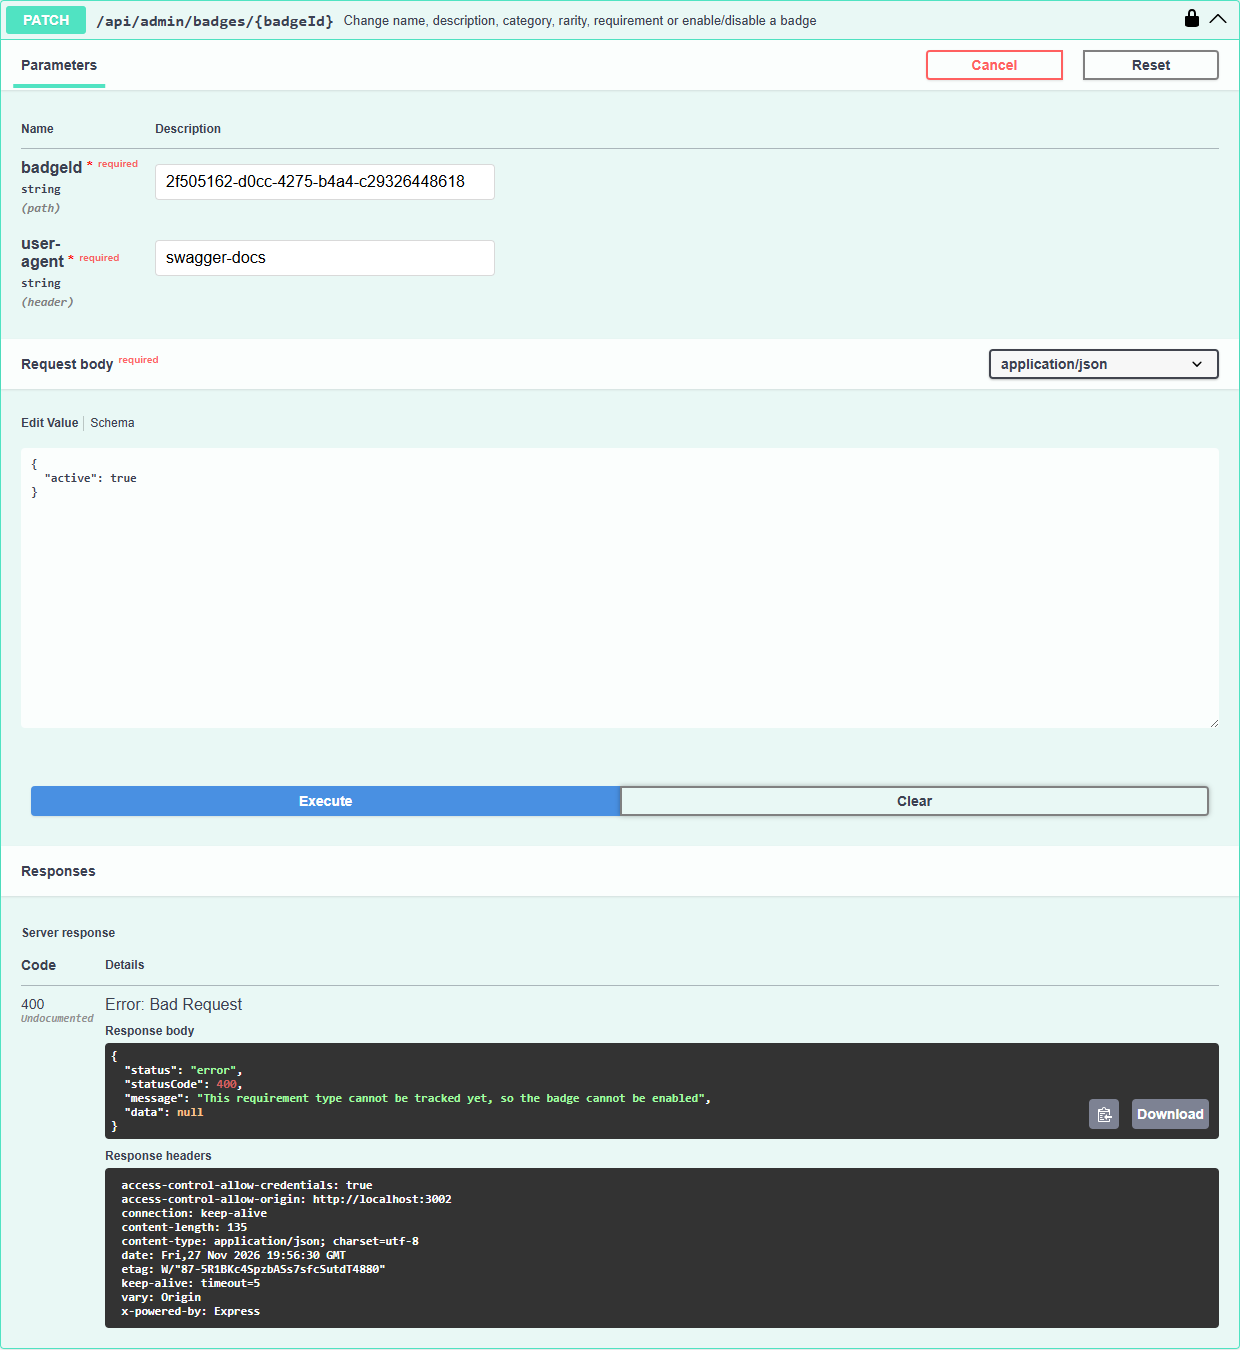 PATCH /api/admin/badges/{badgeId} Change name, description, category, rarity, requirement or enable/disable a badge
Parameters
Cancel
Reset
Name Description
badgeId * required
string
(path)
2f505162-d0cc-4275-b4a4-c29326448618
user-
agent * required
string
(header)
swagger-docs
Request body required
application/json
Edit Value Schema
{
  "active": true
}
Execute
Clear
Responses
Server response
Code Details
400
Undocumented
Error: Bad Request
Response body
{
  "status": "error",
  "statusCode": 400,
  "message": "This requirement type cannot be tracked yet, so the badge cannot be enabled",
  "data": null
}
Download
Response headers
access-control-allow-credentials: true
access-control-allow-origin: http://localhost:3002
connection: keep-alive
content-length: 135
content-type: application/json; charset=utf-8
date: Fri,27 Nov 2026 19:56:30 GMT
etag: W/"87-5R1BKc4SpzbASs7sfcSutdT4880"
keep-alive: timeout=5
vary: Origin
x-powered-by: Express